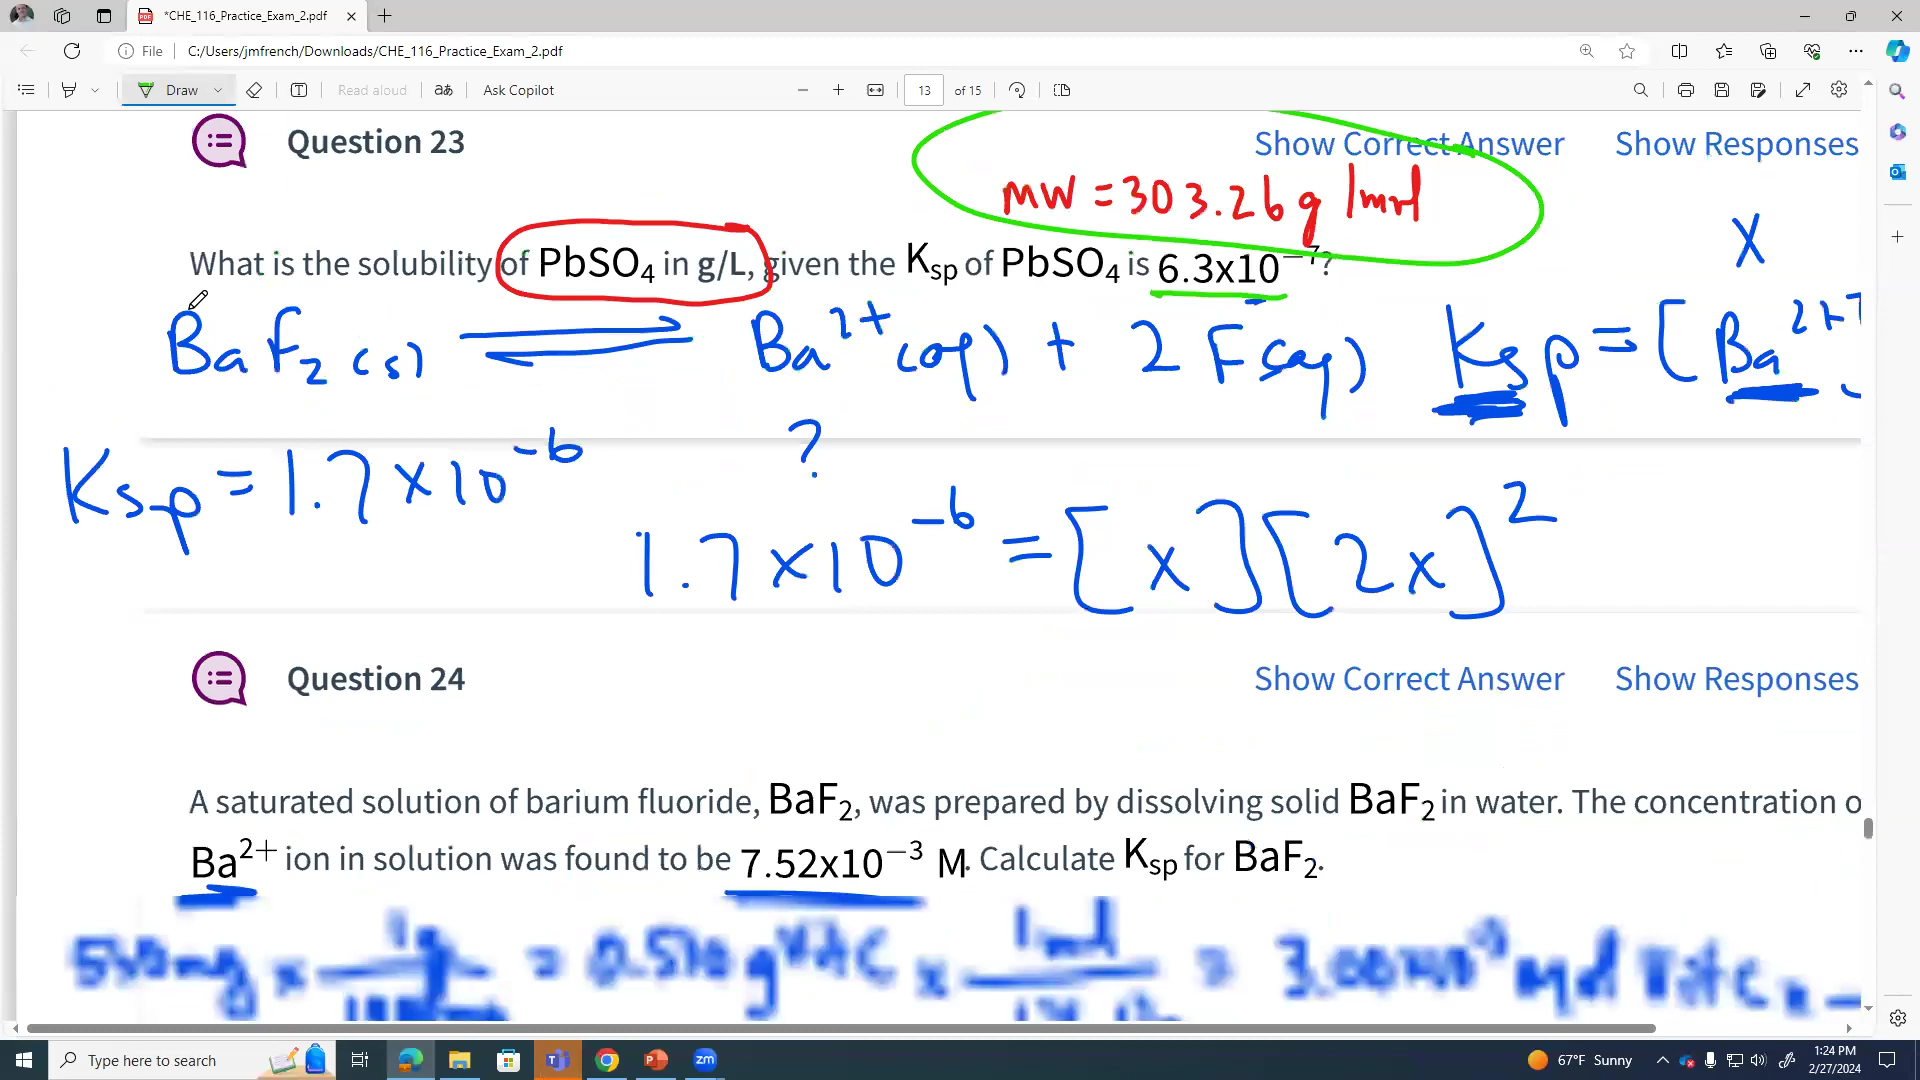 *CHE_116_Practice_Exam_2.pdf
File C:/Users/jmfrench/Downloads/CHE_116_Practice_Exam_2.pdf
Draw Read aloud aあ Ask Copilot 13 of 15
Question 23 Show Correct Answer Show Responses
MW = 303.26 g/mol
X
What is the solubility of PbSO₄ in g/L, given the Kₛₚ of PbSO₄ is 6.3x10⁻⁷?
BaF₂(s) ⇌ Ba²⁺(aq) + 2F⁻(aq) Ksp = [Ba²⁺]
Ksp = 1.7 × 10⁻⁶ ?
1.7 × 10⁻⁶ = [x][2x]²
Question 24 Show Correct Answer Show Responses
A saturated solution of barium fluoride, BaF₂, was prepared by dissolving solid BaF₂ in water. The concentration o
Ba²⁺ ion in solution was found to be 7.52x10⁻³ M. Calculate Kₛₚ for BaF₂.
= × = Vit C
Type here to search zm 67°F Sunny 1:24 PM
2/27/2024